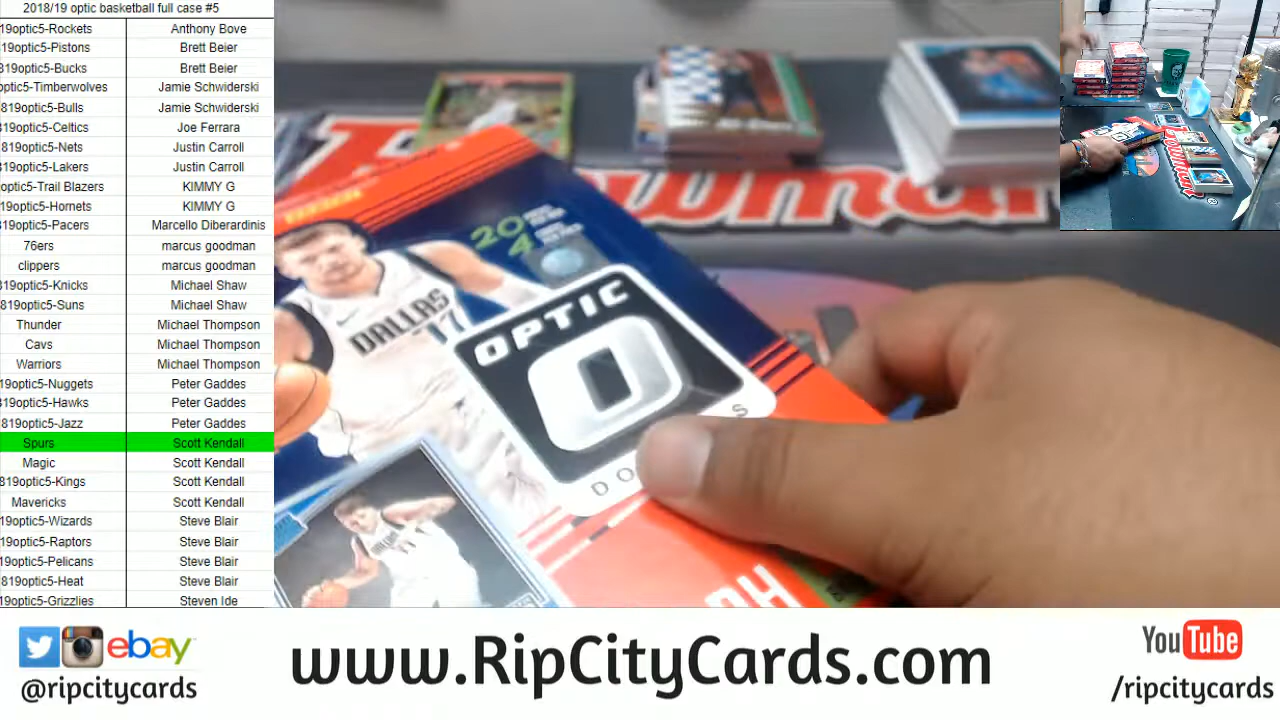 2018/19 optic basketball full case #5
19optic5-Rockets Anthony Bove
19optic5-Pistons Brett Beier
819optic5-Bucks Brett Beier
optic5-Timberwolves Jamie Schwiderski
819optic5-Bulls Jamie Schwiderski
819optic5-Celtics Joe Ferrara
819optic5-Nets Justin Carroll
819optic5-Lakers Justin Carroll
optic5-Trail Blazers KIMMY G
19optic5-Hornets KIMMY G
819optic5-Pacers Marcello Diberardinis
76ers marcus goodman
clippers marcus goodman
819optic5-Knicks Michael Shaw
819optic5-Suns Michael Shaw
Thunder Michael Thompson
Cavs Michael Thompson
Warriors Michael Thompson
19optic5-Nuggets Peter Gaddes
819optic5-Hawks Peter Gaddes
819optic5-Jazz Peter Gaddes
Spurs Scott Kendall
Magic Scott Kendall
819optic5-Kings Scott Kendall
Mavericks Scott Kendall
19optic5-Wizards Steve Blair
19optic5-Raptors Steve Blair
19optic5-Pelicans Steve Blair
819optic5-Heat Steve Blair
19optic5-Grizzlies Steven Ide
20
4
DALLAS
OPTIC
DO S
Bowman
ebay
@ripcitycards
www.RipCityCards.com
YouTube
/ripcitycards